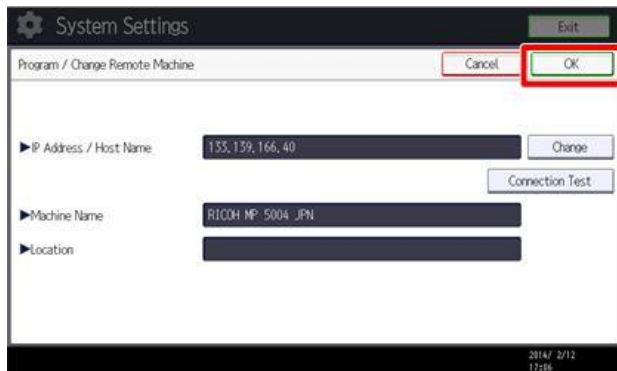 System Settings
Exit
Program / Change Remote Machine
Cancel
OK
▶IP Address / Host Name
133.139.166.40
Change
Connection Test
▶Machine Name
RICOH MP 5004 JPN
▶Location
2014/ 2/12
17:06